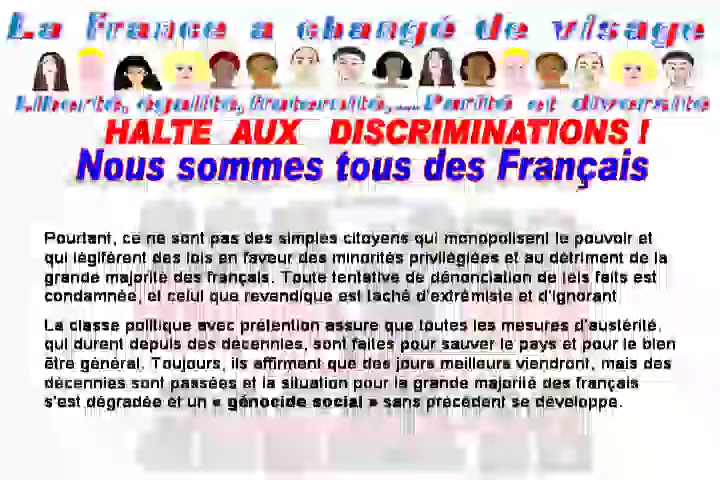 La France a changé de visage
Liberté, égalité, fraternité,....Parité et diversité
HALTE AUX DISCRIMINATIONS !
Nous sommes tous des Français
Pourtant, ce ne sont pas des simples citoyens qui monopolisent le pouvoir et
qui légifèrent des lois en faveur des minorités privilégiées et au détriment de la
grande majorité des français. Toute tentative de dénonciation de tels faits est
condamnée, et celui que revendique est taché d'extrémiste et d'ignorant
La classe politique avec prétention assure que toutes les mesures d'austérité,
qui durent depuis des décennies, sont faites pour sauver le pays et pour le bien
être général. Toujours, ils affirment que des jours meilleurs viendront, mais des
décennies sont passées et la situation pour la grande majorité des français
s'est dégradée et un « génocide social » sans précédent se développe.